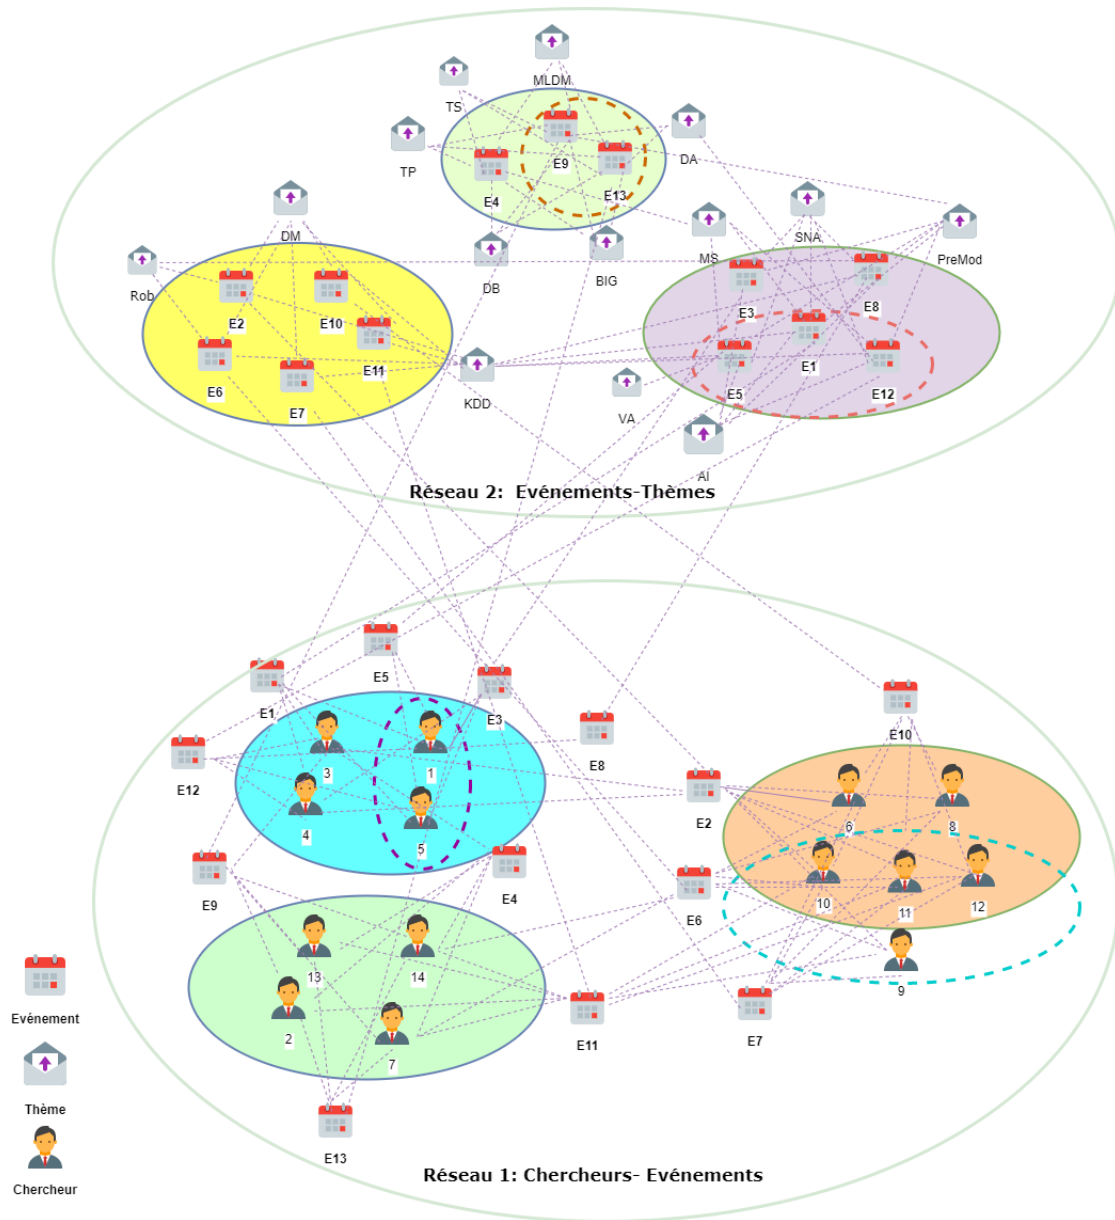 MLDM
TS
TP
E9
DA
E4
E13
DM
SNA
MS
PreMod
Rob
DB
BIG
E2
E10
E3
E8
E6
E11
E1
E7
KDD
VA
E5
E12
AI
Réseau 2: Evénements-Thèmes
E5
E1
E3
E10
E12
3
1
E8
E2
6
8
4
5
E9
E4
10
11
12
E6
13
14
9
2
7
E11
E7
Evénement
Thème
E13
Réseau 1: Chercheurs- Evénements
Chercheur